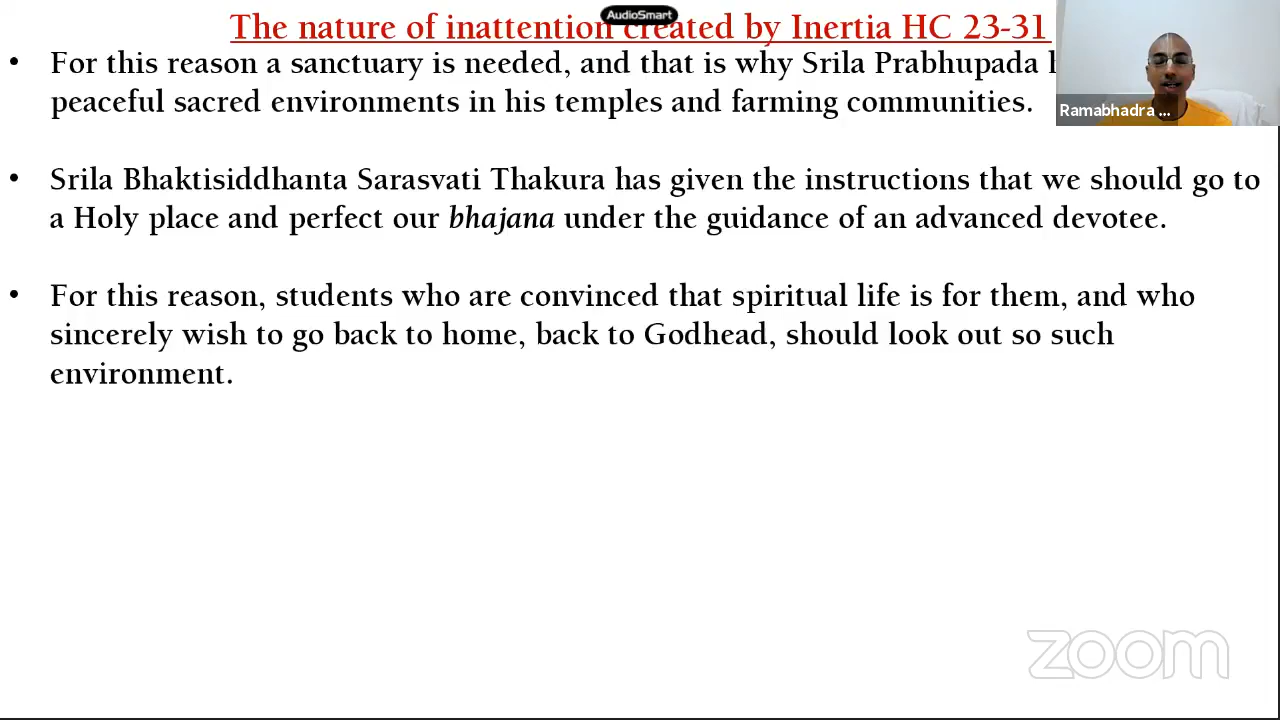 AudioSmart
The nature of inattention created by Inertia HC 23-31
• For this reason a sanctuary is needed, and that is why Srila Prabhupada
peaceful sacred environments in his temples and farming communities.
Ramabhadra ...
• Srila Bhaktisiddhanta Sarasvati Thakura has given the instructions that we should go to
a Holy place and perfect our bhajana under the guidance of an advanced devotee.
• For this reason, students who are convinced that spiritual life is for them, and who
sincerely wish to go back to home, back to Godhead, should look out so such
environment.
zoom